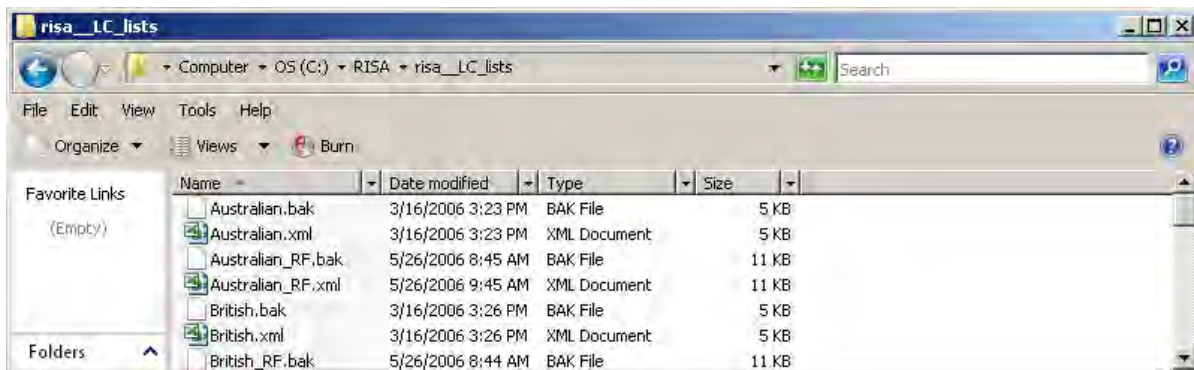 risa__LC_lists
Computer OS (C:) RISA risa__LC_lists Search
File Edit View Tools Help
Organize Views Burn
Favorite Links
(Empty)
Folders
Name Date modified Type Size
Australian.bak 3/16/2006 3:23 PM BAK File 5 KB
Australian.xml 3/16/2006 3:23 PM XML Document 5 KB
Australian_RF.bak 5/26/2006 8:45 AM BAK File 11 KB
Australian_RF.xml 5/26/2006 9:45 AM XML Document 11 KB
British.bak 3/16/2006 3:26 PM BAK File 5 KB
British.xml 3/16/2006 3:26 PM XML Document 5 KB
British_RF.bak 5/26/2006 8:44 AM BAK File 11 KB